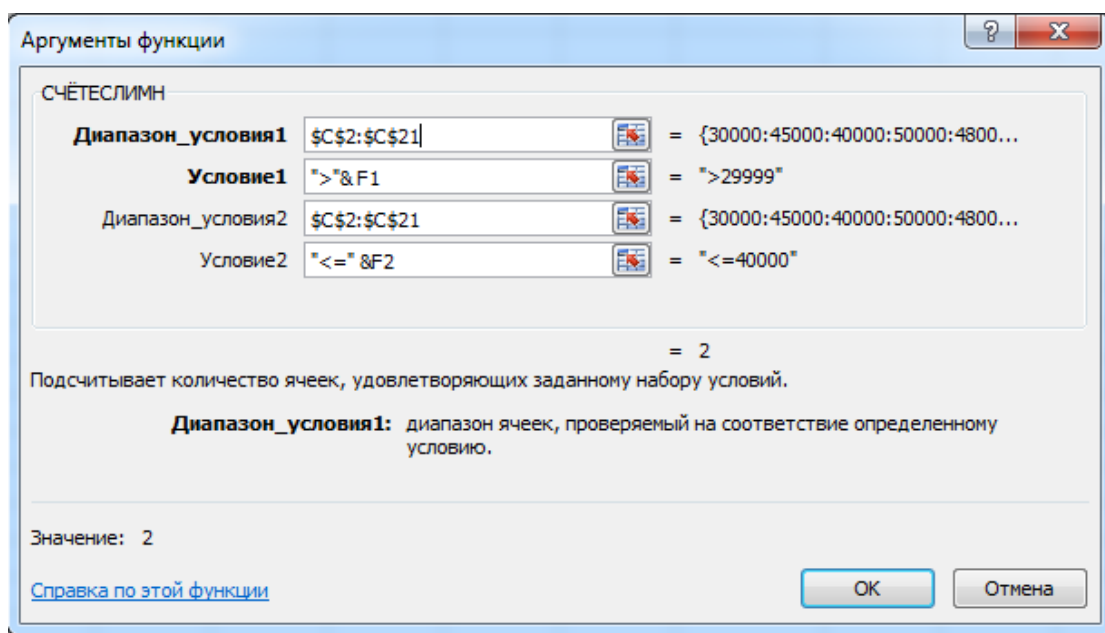 Аргументы функции
СЧЁТЕСЛИМН
Диапазон_условия1 $C$2:$C$21 = {30000:45000:40000:50000:4800...
Условие1 ">"& F1 = ">29999"
Диапазон_условия2 $C$2:$C$21 = {30000:45000:40000:50000:4800...
Условие2 "<=" &F2 = "<=40000"
= 2
Подсчитывает количество ячеек, удовлетворяющих заданному набору условий.
Диапазон_условия1: диапазон ячеек, проверяемый на соответствие определенному
условию.
Значение: 2
Справка по этой функции
OK Отмена